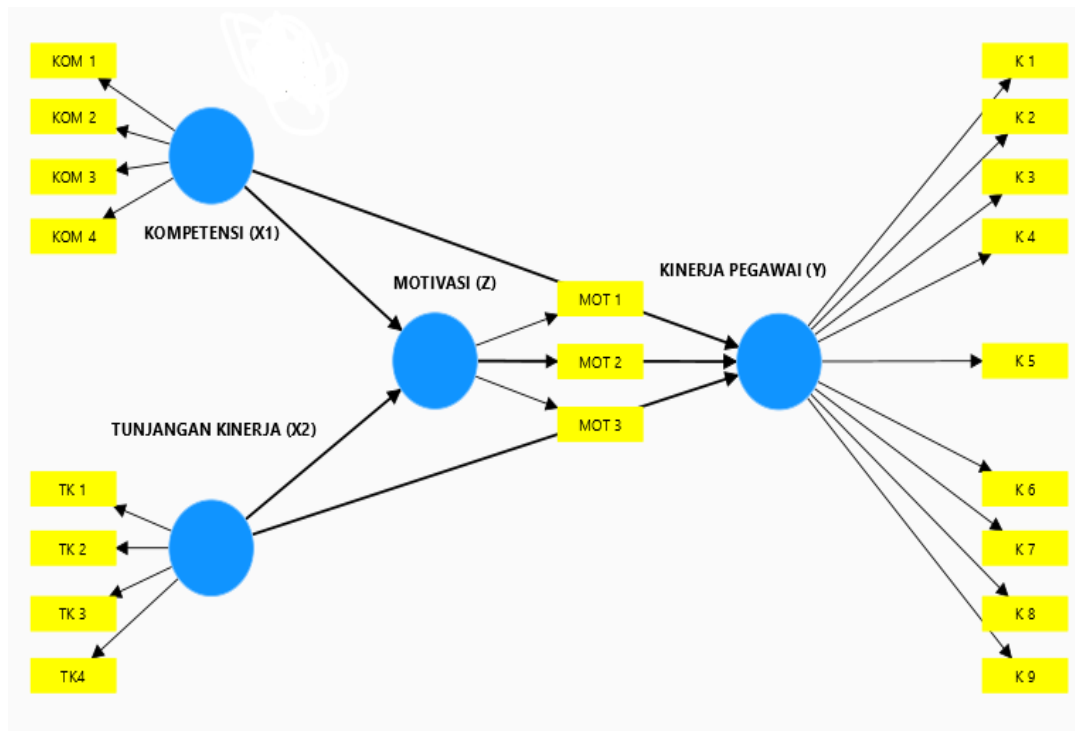 KOM 1
KOM 2
KOM 3
KOM 4
KOMPETENSI (X1)
MOTIVASI (Z)
MOT 1
MOT 2
MOT 3
KINERJA PEGAWAI (Y)
TUNJANGAN KINERJA (X2)
TK 1
TK 2
TK 3
TK4
K 1
K 2
K 3
K 4
K 5
K 6
K 7
K 8
K 9